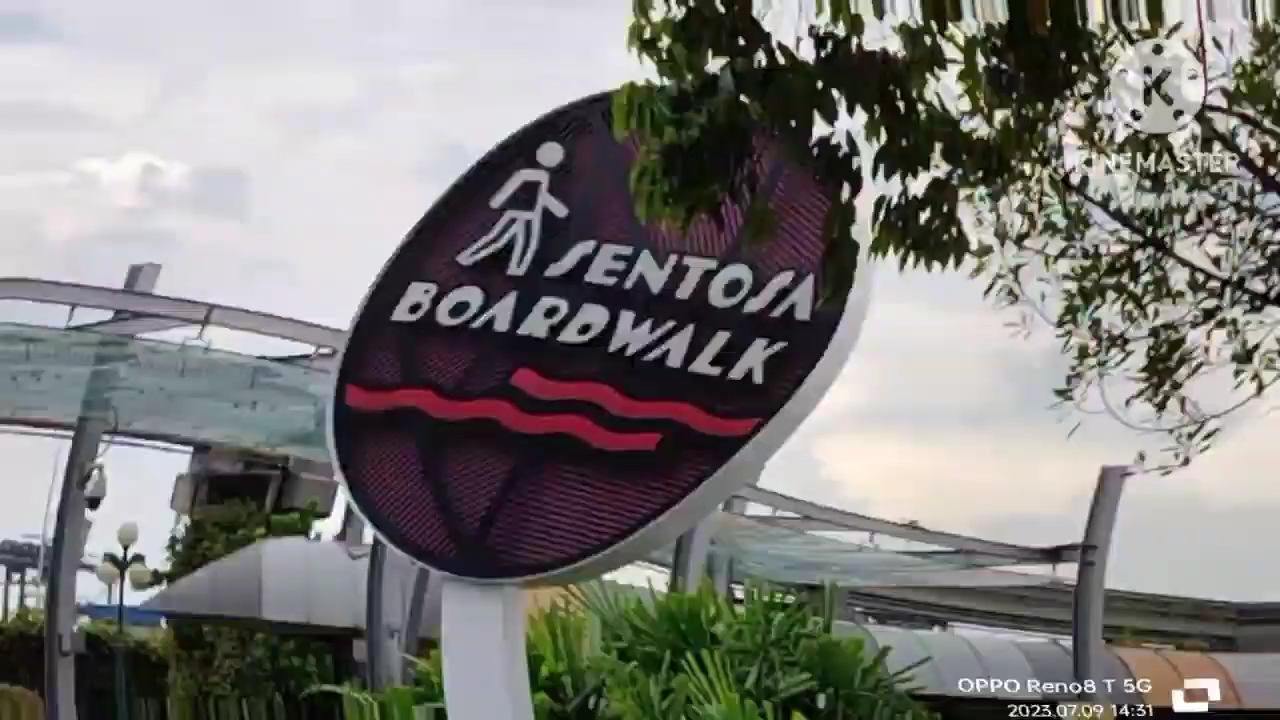 K
KINEMASTER
SENTOSA
BOARDWALK
OPPO Reno8 T 5G
2023.07.09 14:31